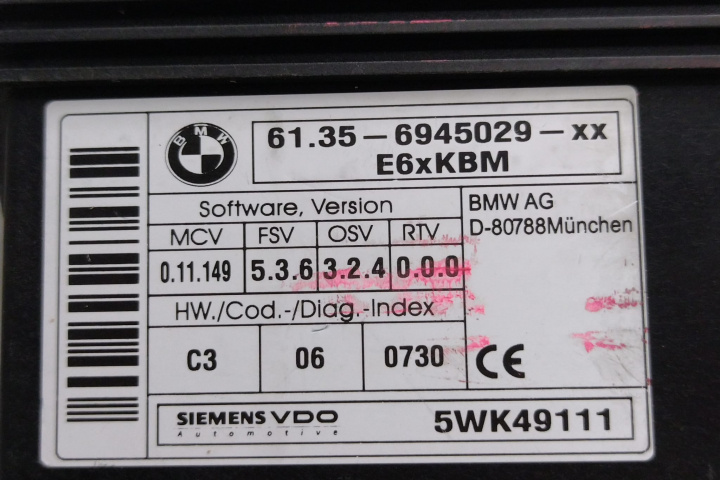 BMW
61.35-6945029-xx
E6xKBM
Software, Version
MCV FSV OSV RTV
0.11.149 5.3.6 3.2.4 0.0.0
BMW AG
D-80788München
HW./Cod.-/Diag.-Index
C3 06 0730
CE
SIEMENS VDO
Automotive
5WK49111